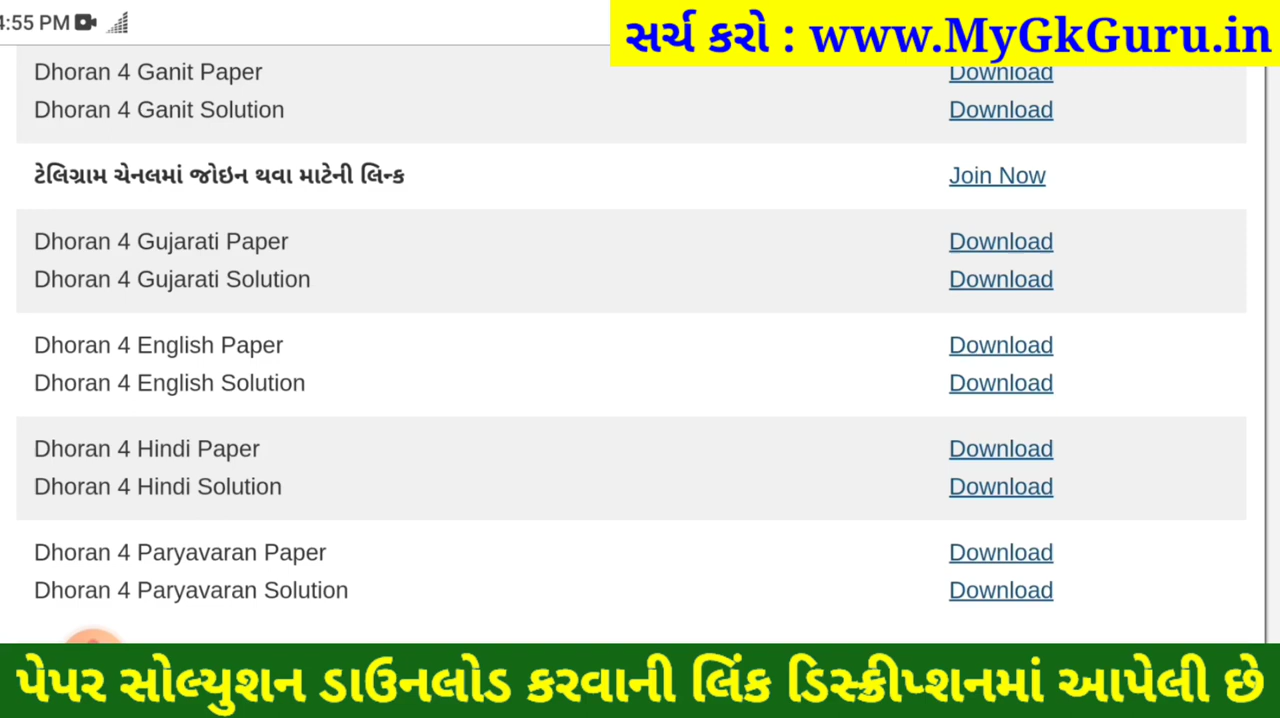 4:55 PM
સર્ચ કરો : www.MyGkGuru.in
Dhoran 4 Ganit Paper Download
Dhoran 4 Ganit Solution Download
ટેલિગ્રામ ચેનલમાં જોઇન થવા માટેની લિન્ક Join Now
Dhoran 4 Gujarati Paper Download
Dhoran 4 Gujarati Solution Download
Dhoran 4 English Paper Download
Dhoran 4 English Solution Download
Dhoran 4 Hindi Paper Download
Dhoran 4 Hindi Solution Download
Dhoran 4 Paryavaran Paper Download
Dhoran 4 Paryavaran Solution Download
પેપર સોલ્યુશન ડાઉનલોડ કરવાની લિંક ડિસ્ક્રીપ્શનમાં આપેલી છે